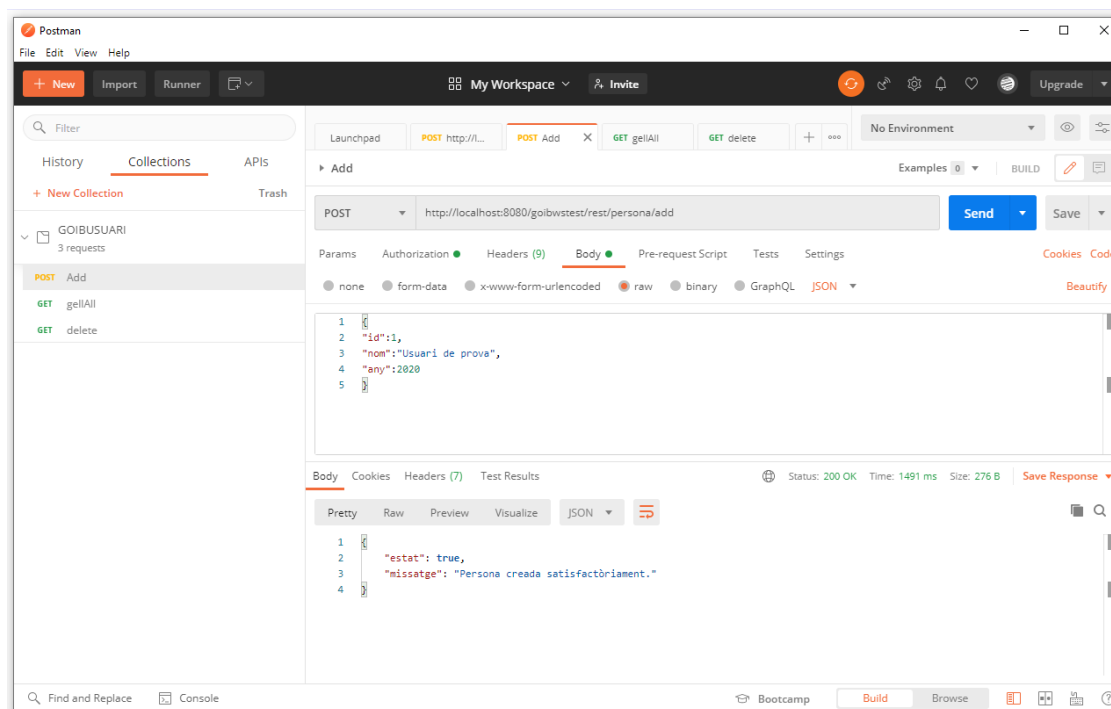 Postman
File Edit View Help
+ New Import Runner My Workspace Invite Upgrade
Filter
History Collections APIs
+ New Collection Trash
GOIBUSUARI
3 requests
POST Add
GET gellAll
GET delete
Launchpad POST http://l... POST Add X GET gellAll GET delete + ooo No Environment
Add Examples 0 BUILD
POST http://localhost:8080/goibwstest/rest/persona/add Send Save
Params Authorization Headers (9) Body Pre-request Script Tests Settings Cookies Code
none form-data x-www-form-urlencoded raw binary GraphQL JSON Beautify
1 {
2 "id":1,
3 "nom":"Usuari de prova",
4 "any":2020
5 }
Body Cookies Headers (7) Test Results Status: 200 OK Time: 1491 ms Size: 276 B Save Response
Pretty Raw Preview Visualize JSON
1 {
2 "estat": true,
3 "missatge": "Persona creada satisfactòriament."
4 }
Find and Replace Console Bootcamp Build Browse